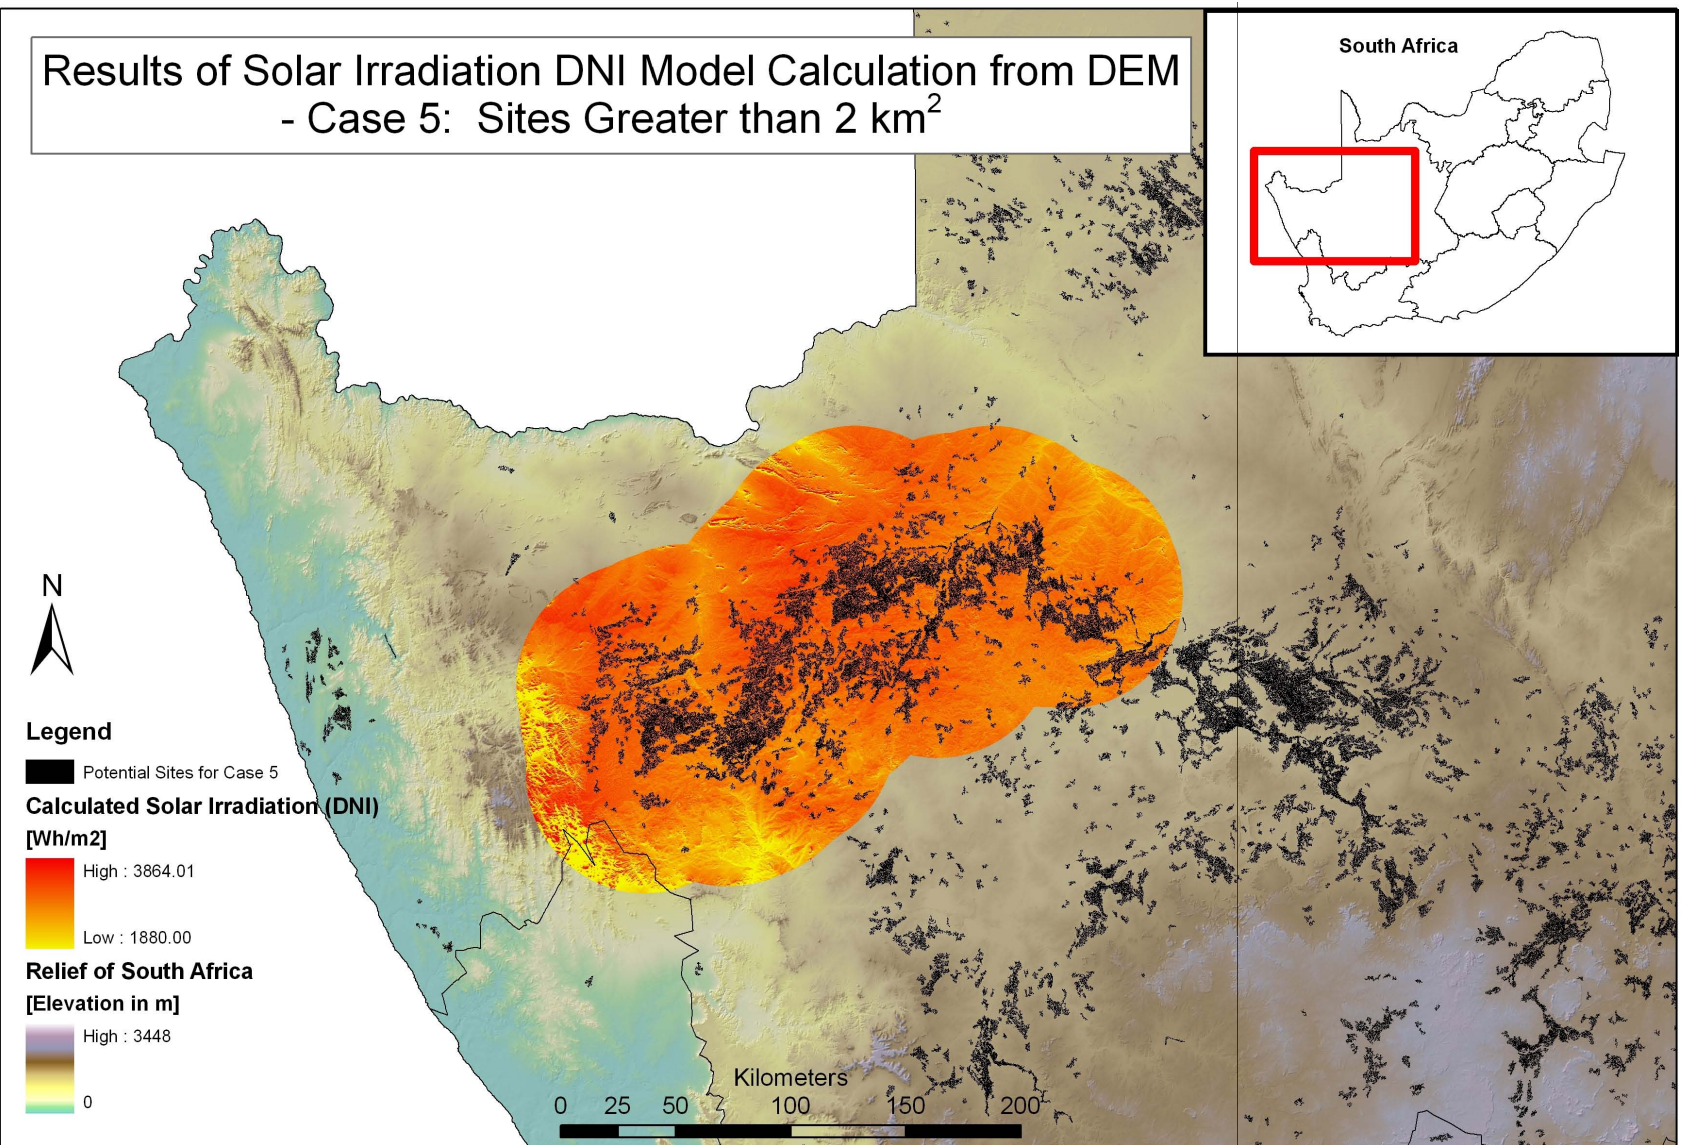 Results of Solar Irradiation DNI Model Calculation from DEM
- Case 5: Sites Greater than 2 km²
South Africa
N
Legend
Potential Sites for Case 5
Calculated Solar Irradiation (DNI)
[Wh/m2]
High : 3864.01
Low : 1880.00
Relief of South Africa
[Elevation in m]
High : 3448
0
Kilometers
0 25 50 100 150 200